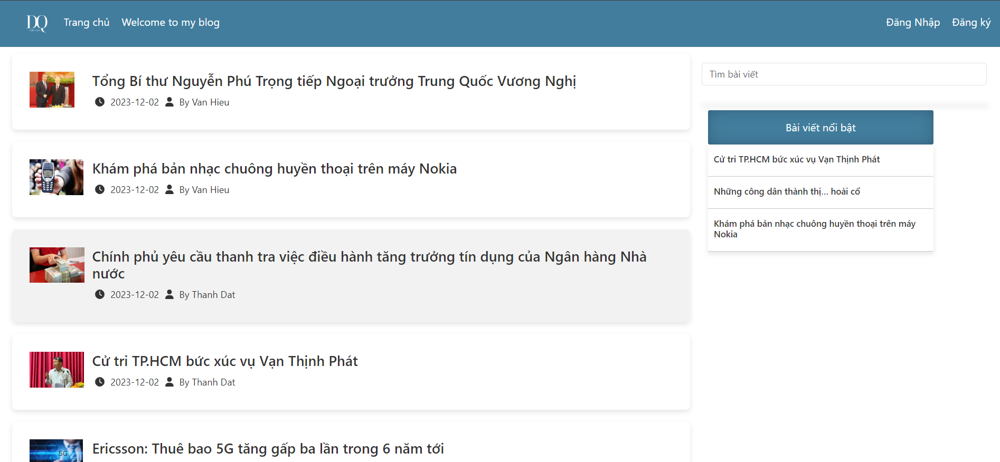 DQ
Trang chủ
Welcome to my blog
Đăng Nhập
Đăng ký
Tổng Bí thư Nguyễn Phú Trọng tiếp Ngoại trưởng Trung Quốc Vương Nghị
2023-12-02 By Van Hieu
Khám phá bản nhạc chuông huyền thoại trên máy Nokia
2023-12-02 By Van Hieu
Chính phủ yêu cầu thanh tra việc điều hành tăng trưởng tín dụng của Ngân hàng Nhà
nước
2023-12-02 By Thanh Dat
Cử tri TP.HCM bức xúc vụ Vạn Thịnh Phát
2023-12-02 By Thanh Dat
5G
Ericsson: Thuê bao 5G tăng gấp ba lần trong 6 năm tới
Tìm bài viết
Bài viết nổi bật
Cử tri TP.HCM bức xúc vụ Vạn Thịnh Phát
Những công dân thành thị... hoài cổ
Khám phá bản nhạc chuông huyền thoại trên máy
Nokia